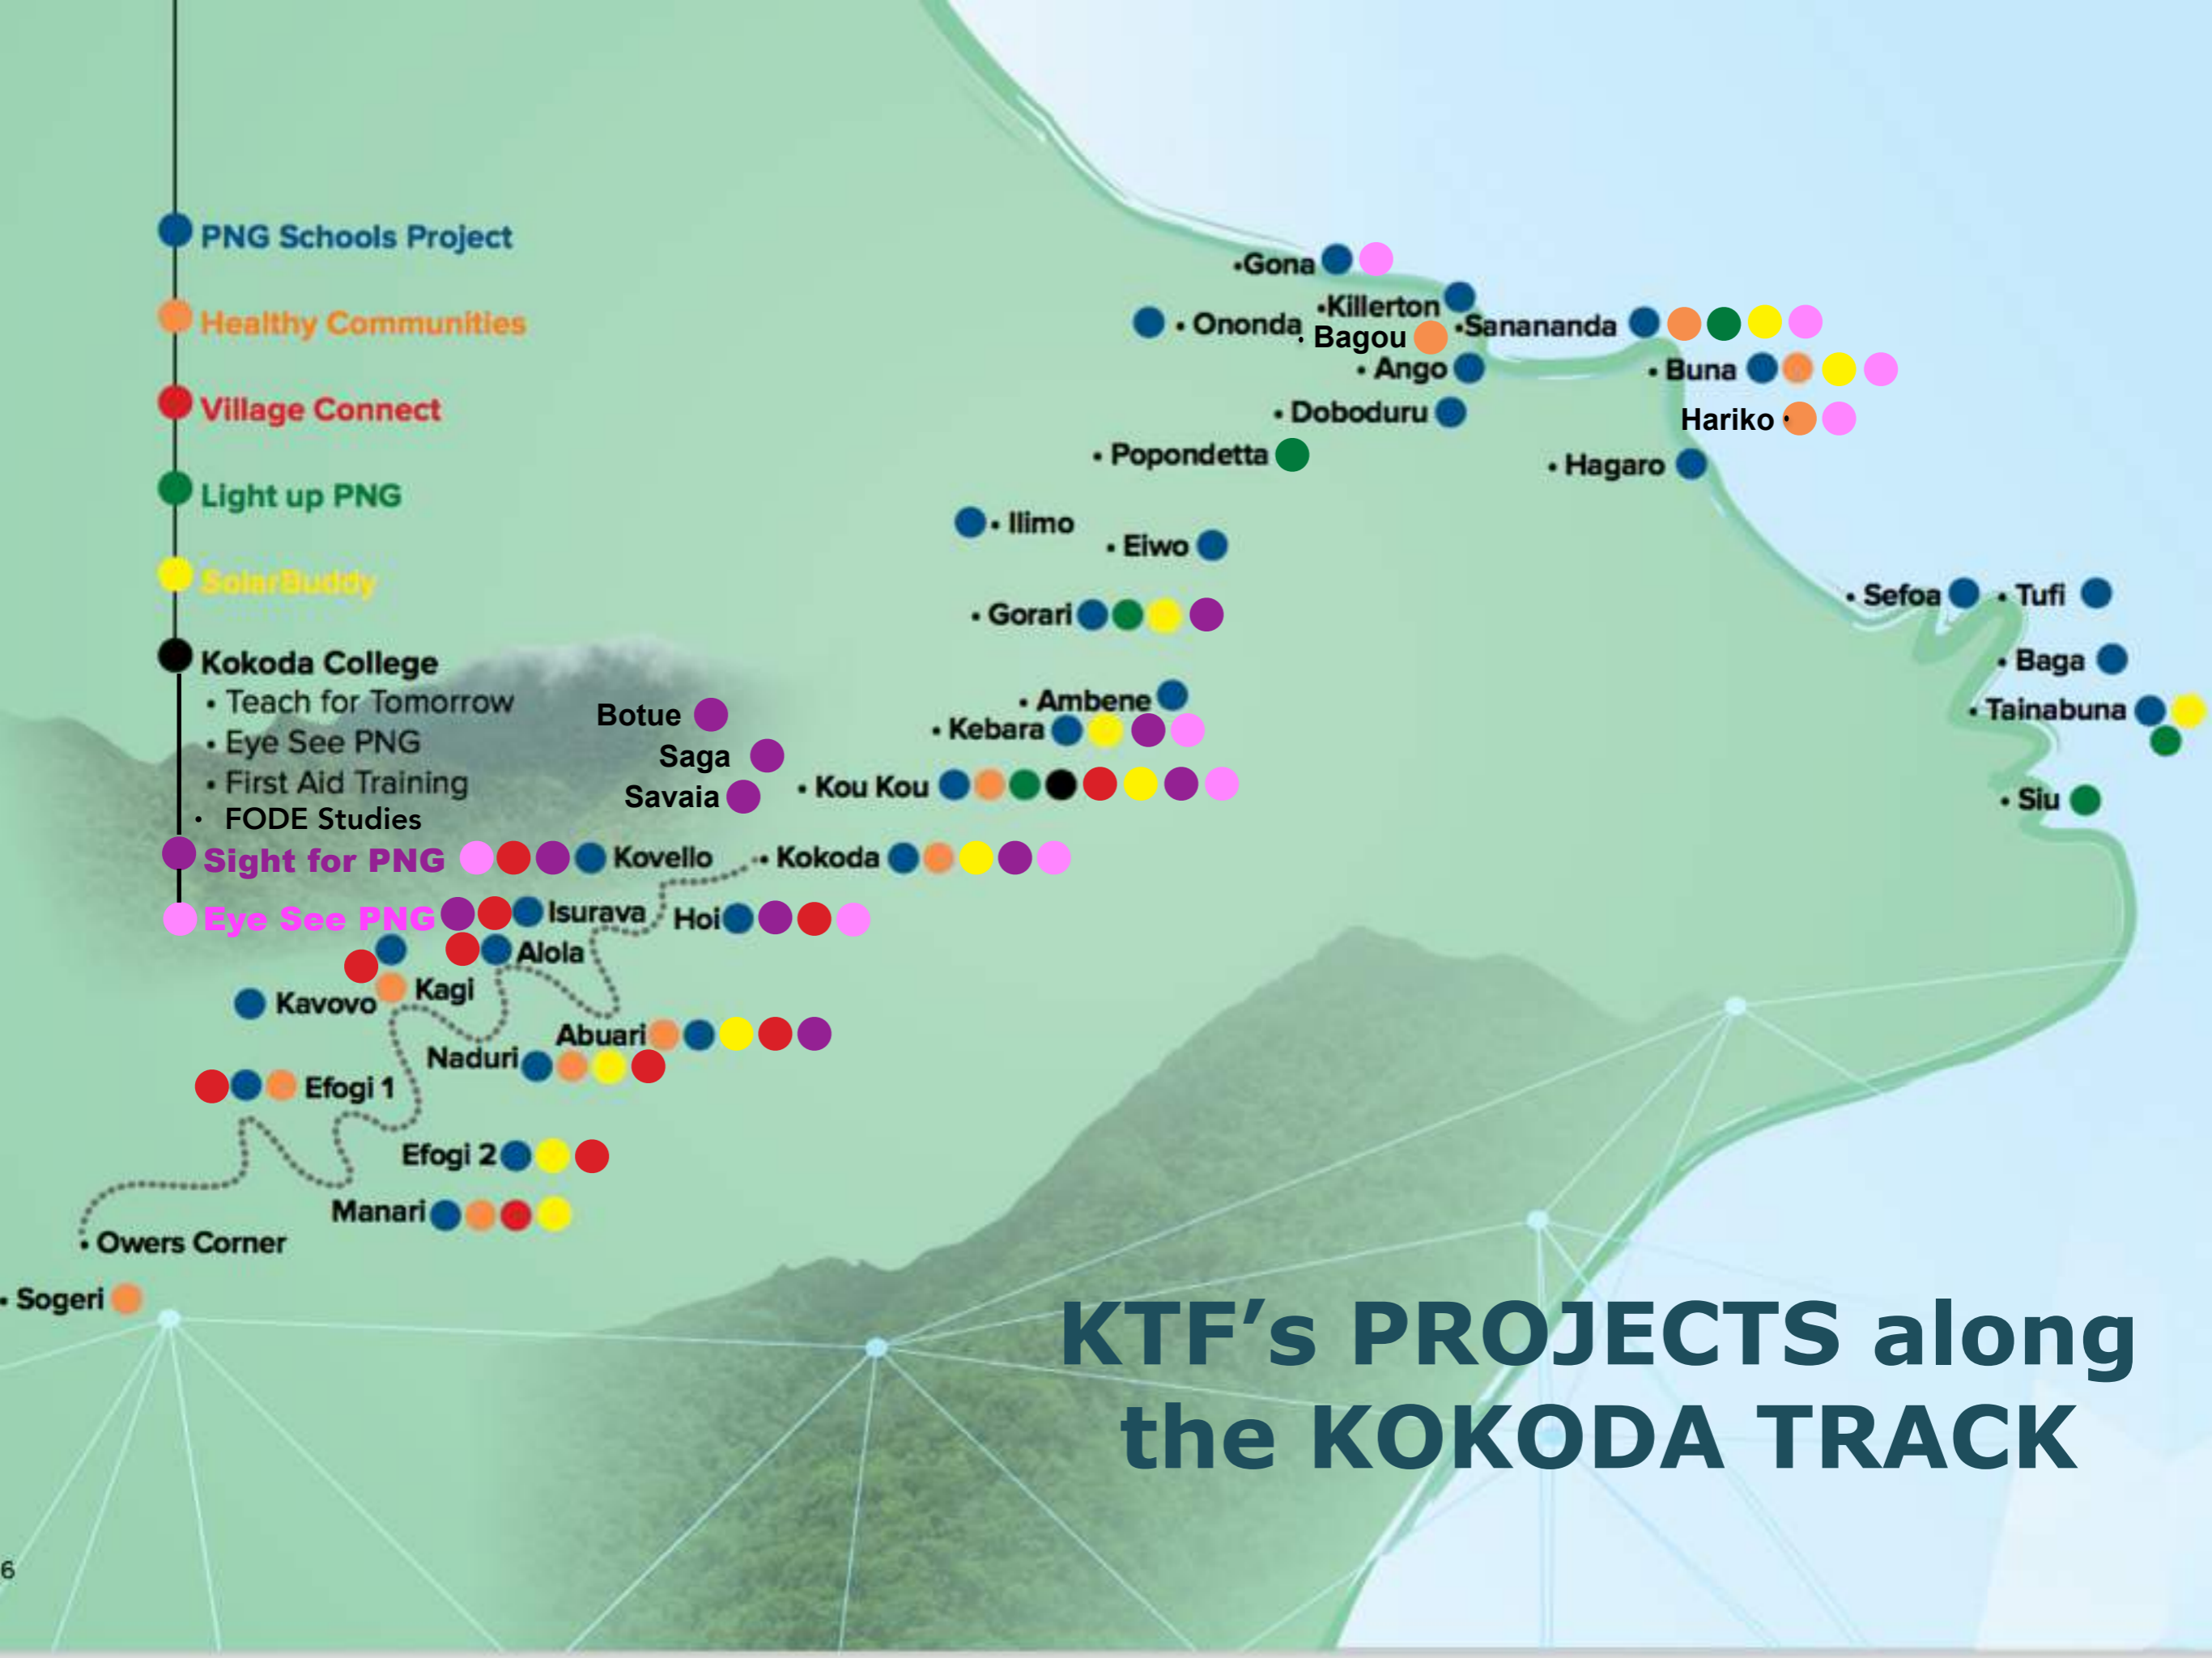 PNG Schools Project
Healthy Communities
Village Connect
Light up PNG
SolarBuddy
Kokoda College
• Teach for Tomorrow
• Eye See PNG
• First Aid Training
• FODE Studies
Sight for PNG
Eye See PNG
•Gona
•Killerton
• Ononda
• Bagou
•Sanananda
• Ango
• Buna
• Doboduru
Hariko •
• Popondetta
• Hagaro
• Ilimo
• Eiwo
• Sefoa
• Tufi
• Gorari
• Baga
• Ambene
• Tainabuna
Botue
• Kebara
Saga
• Kou Kou
Savaia
• Siu
Kovello
• Kokoda
Isurava
Hoi
Alola
Kagi
Kavovo
Abuari
Naduri
Efogi 1
Efogi 2
Manari
• Owers Corner
• Sogeri
KTF’s PROJECTS along
the KOKODA TRACK
6